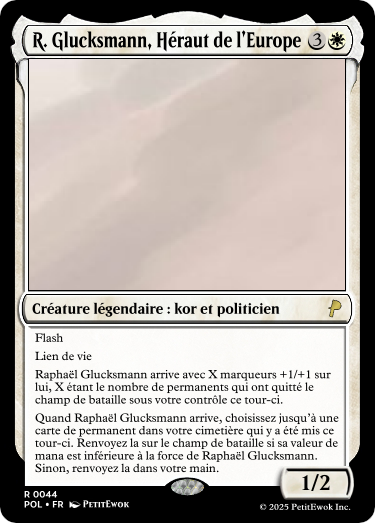 R. Glucksmann, Héraut de l'Europe 3
Créature légendaire : kor et politicien
Flash
Lien de vie
Raphaël Glucksmann arrive avec X marqueurs +1/+1 sur
lui, X étant le nombre de permanents qui ont quitté le
champ de bataille sous votre contrôle ce tour-ci.
Quand Raphaël Glucksmann arrive, choisissez jusqu'à une
carte de permanent dans votre cimetière qui y a été mis ce
tour-ci. Renvoyez la sur le champ de bataille si sa valeur de
mana est inférieure à la force de Raphaël Glucksmann.
Sinon, renvoyez la dans votre main.
1/2
R 0044
POL • FR PetitEwok
© 2025 PetitEwok Inc.